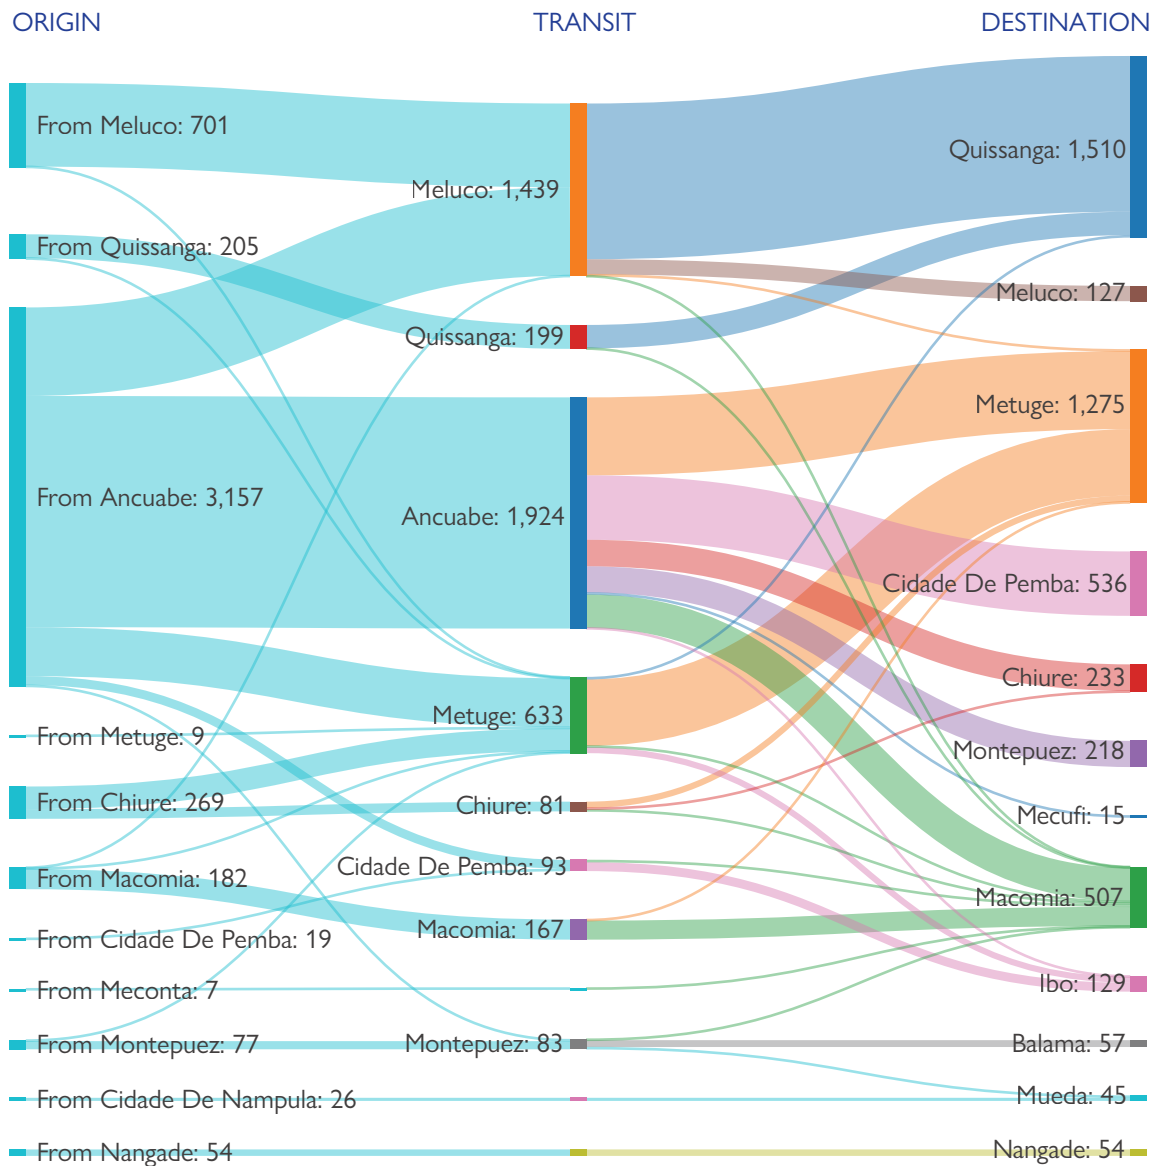 ORIGIN
TRANSIT
DESTINATION
From Meluco: 701
From Quissanga: 205
From Ancuabe: 3,157
From Metuge: 9
From Chiure: 269
From Macomia: 182
From Cidade De Pemba: 19
From Meconta: 7
From Montepuez: 77
From Cidade De Nampula: 26
From Nangade: 54
Meluco: 1,439
Quissanga: 199
Ancuabe: 1,924
Metuge: 633
Chiure: 81
Cidade De Pemba: 93
Macomia: 167
Montepuez: 83
Quissanga: 1,510
Meluco: 127
Metuge: 1,275
Cidade De Pemba: 536
Chiure: 233
Montepuez: 218
Mecufi: 15
Macomia: 507
Ibo: 129
Balama: 57
Mueda: 45
Nangade: 54